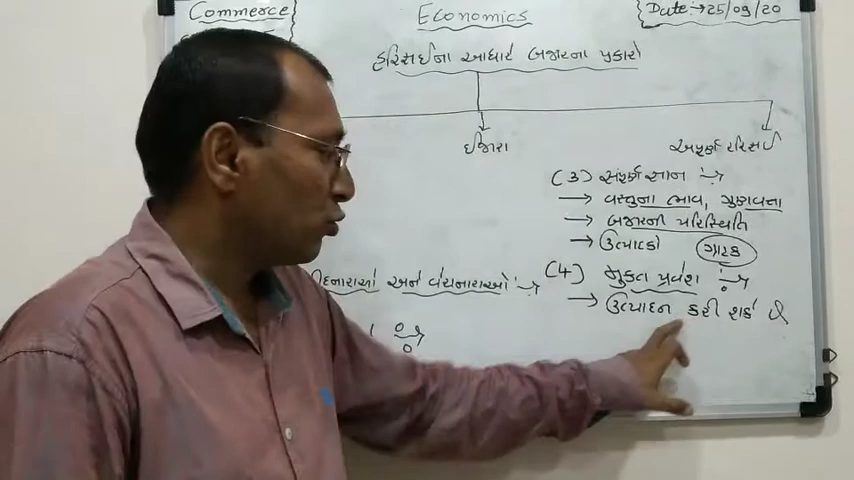 Commerce
Economics
Date:→25/09/20
હરિફાઈના આધારે બજારના પ્રકારો
ઈજારા
અપૂર્ણ હરિફાઈ
(3) સંપૂર્ણ જ્ઞાન :→
→ વસ્તુના ભાવ, ગુણવત્તા
→ બજારની પરિસ્થિતિ
→ ઉત્પાદકો ગ્રાહક
અને વેચનારાઓ :→
(4) મુક્ત પ્રવેશ :→
→ ઉત્પાદન કરી શકે છે